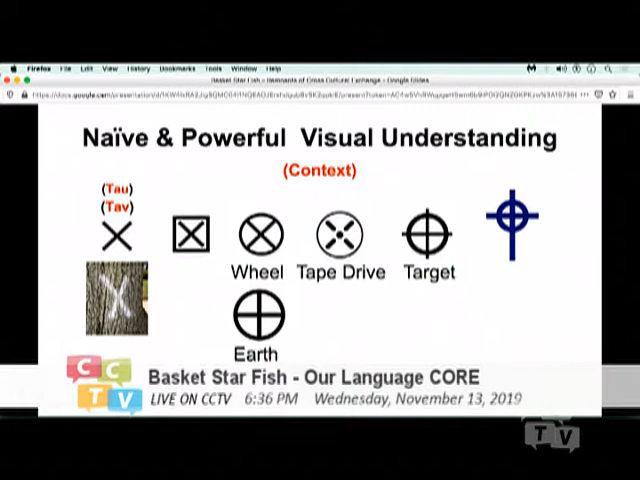 Firefox File Edit View History Bookmarks Tools Window Help
Basket Star Fish - Remnants of Cross Cultural Exchange - Google Slides
Naïve & Powerful Visual Understanding
(Context)
(Tau)
(Tav)
Wheel Tape Drive Target
Earth
CC
TV
Basket Star Fish - Our Language CORE
LIVE ON CCTV 6:36 PM Wednesday, November 13, 2019
TV